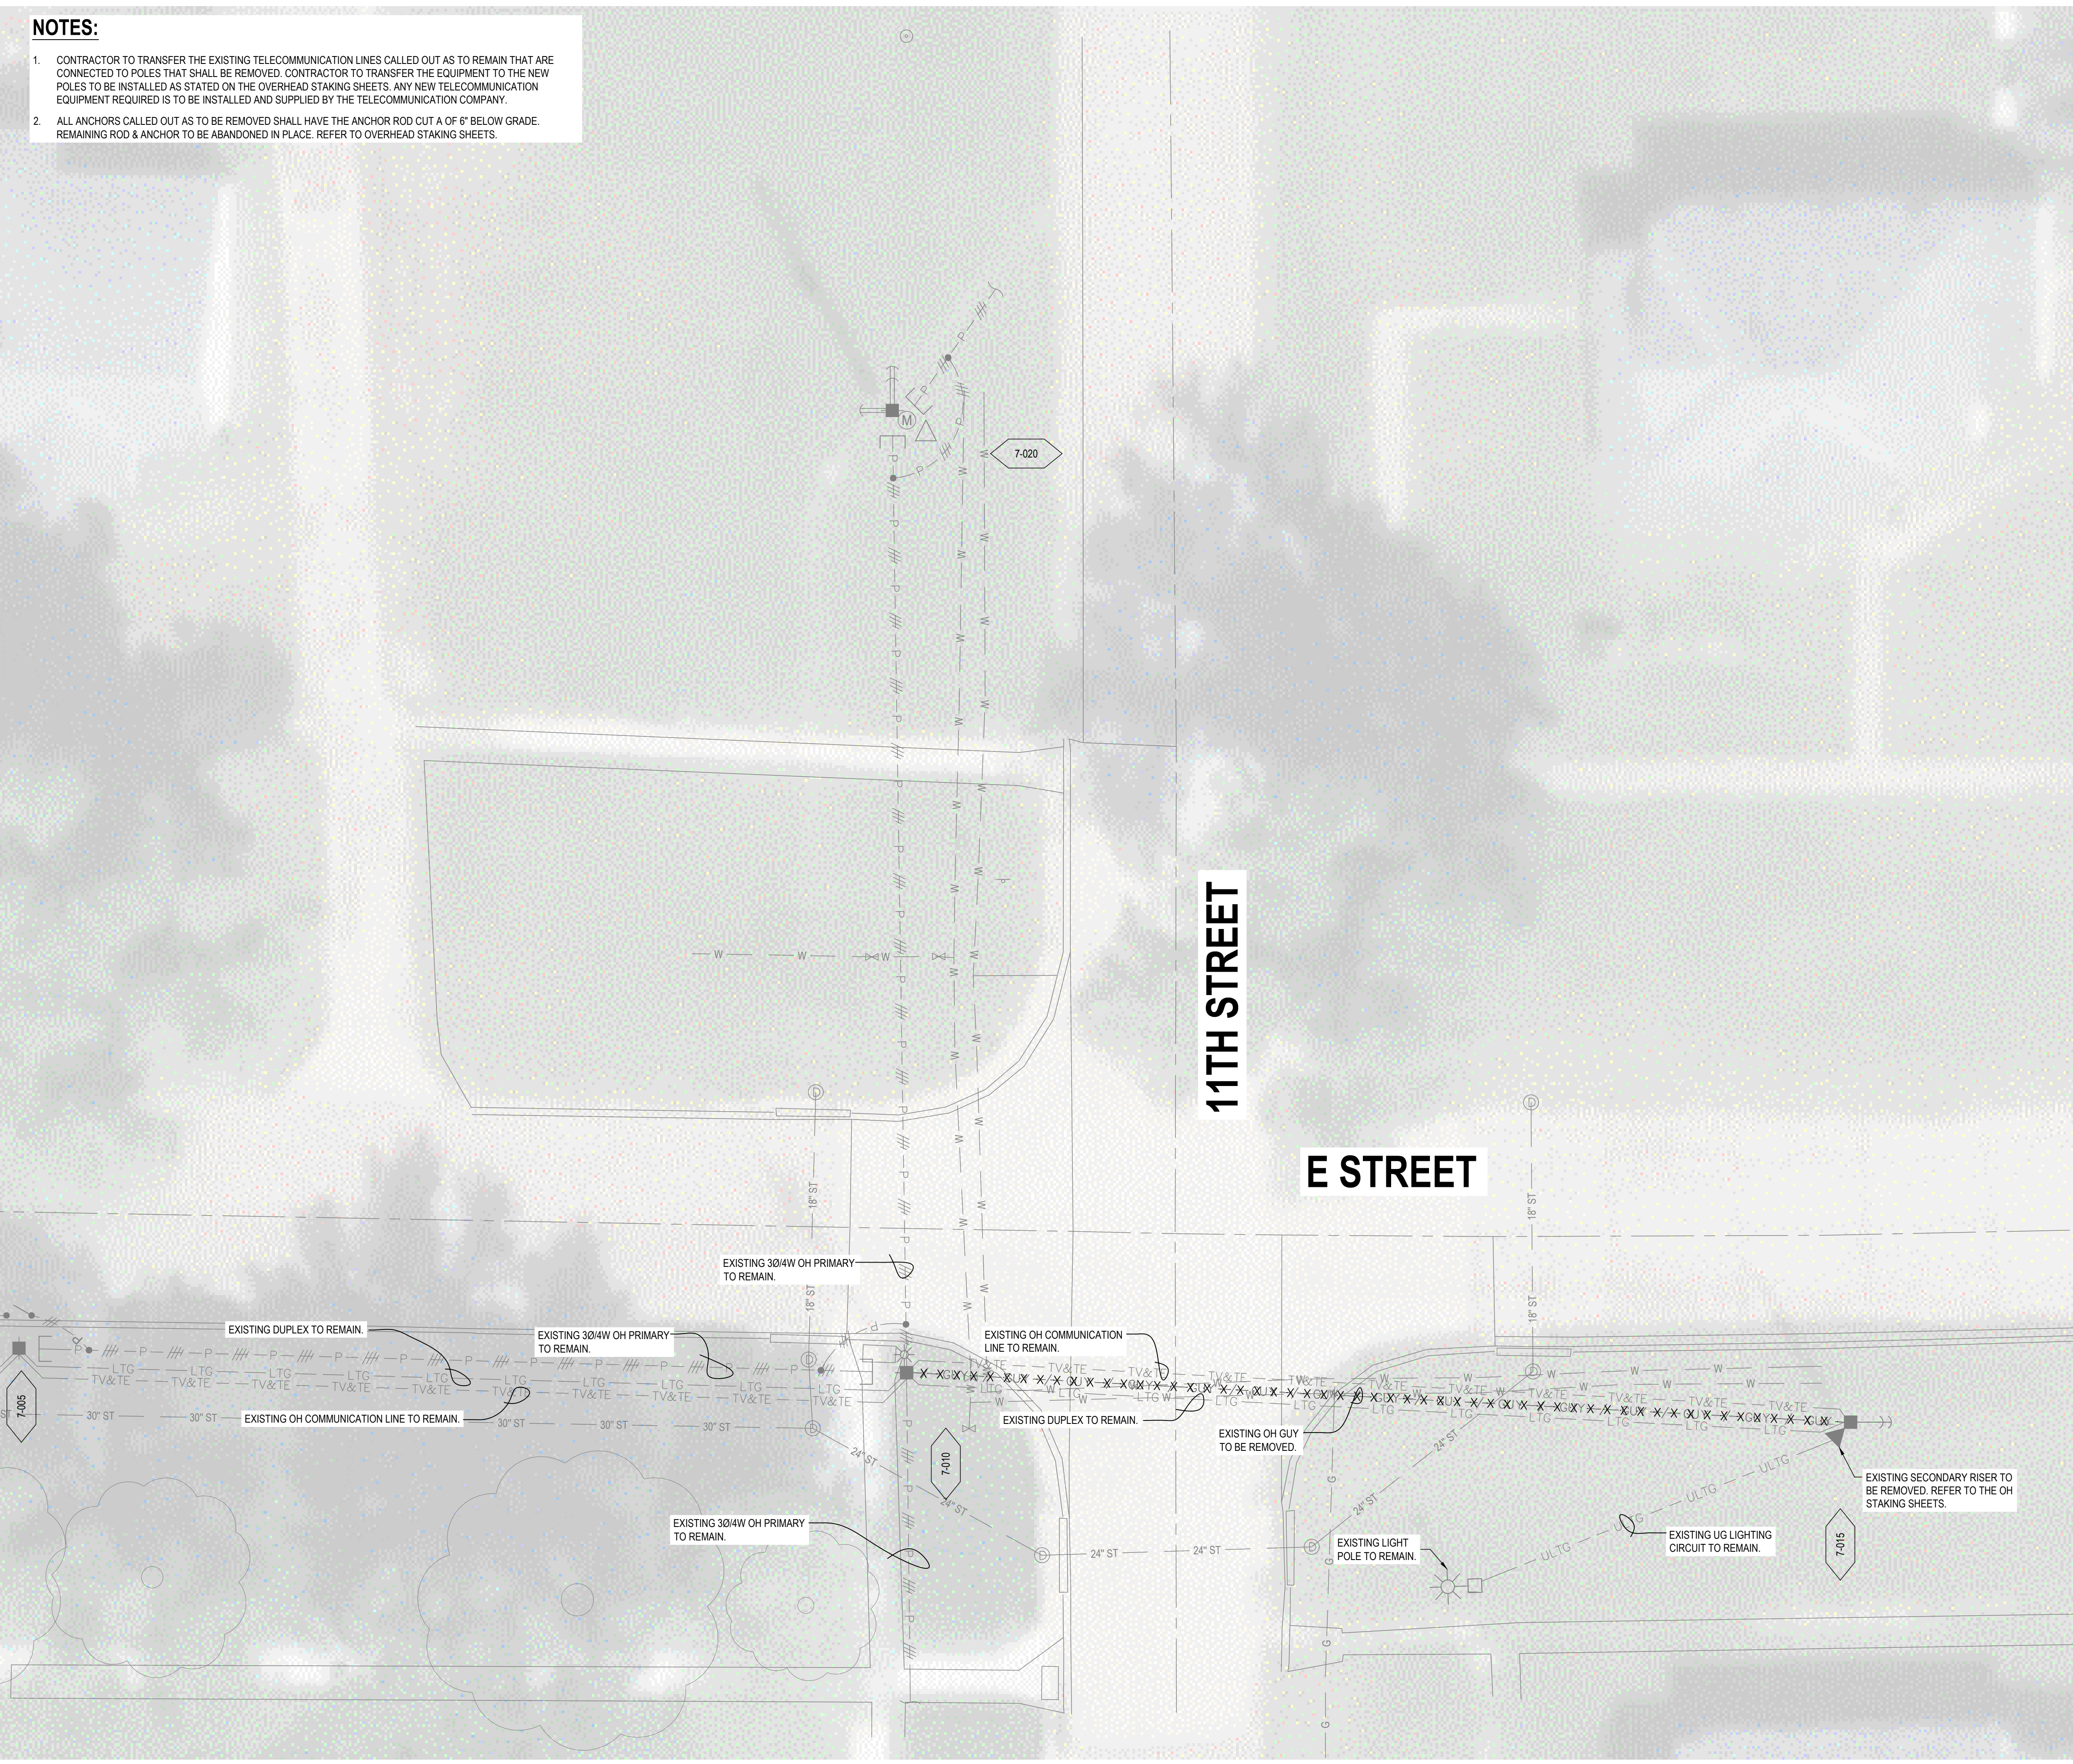 NOTES:
1. CONTRACTOR TO TRANSFER THE EXISTING TELECOMMUNICATION LINES CALLED OUT AS TO REMAIN THAT ARE
CONNECTED TO POLES THAT SHALL BE REMOVED. CONTRACTOR TO TRANSFER THE EQUIPMENT TO THE NEW
POLES TO BE INSTALLED AS STATED ON THE OVERHEAD STAKING SHEETS. ANY NEW TELECOMMUNICATION
EQUIPMENT REQUIRED IS TO BE INSTALLED AND SUPPLIED BY THE TELECOMMUNICATION COMPANY.
2. ALL ANCHORS CALLED OUT AS TO BE REMOVED SHALL HAVE THE ANCHOR ROD CUT A OF 6" BELOW GRADE.
REMAINING ROD & ANCHOR TO BE ABANDONED IN PLACE. REFER TO OVERHEAD STAKING SHEETS.
M
7-020
11TH STREET
E STREET
18" ST
18" ST
18" ST
18" ST
EXISTING 3Ø/4W OH PRIMARY
TO REMAIN.
EXISTING DUPLEX TO REMAIN.
EXISTING 3Ø/4W OH PRIMARY
TO REMAIN.
EXISTING OH COMMUNICATION
LINE TO REMAIN.
7-005
EXISTING OH COMMUNICATION LINE TO REMAIN.
EXISTING DUPLEX TO REMAIN.
EXISTING OH GUY
TO BE REMOVED.
30" ST
30" ST
30" ST
30" ST
30" ST
24" ST
24" ST
24" ST
24" ST
24" ST
24" ST
7-010
EXISTING SECONDARY RISER TO
BE REMOVED. REFER TO THE OH
STAKING SHEETS.
EXISTING 3Ø/4W OH PRIMARY
TO REMAIN.
EXISTING LIGHT
POLE TO REMAIN.
EXISTING UG LIGHTING
CIRCUIT TO REMAIN.
ULTG
ULTG
ULTG
ULTG
7-015